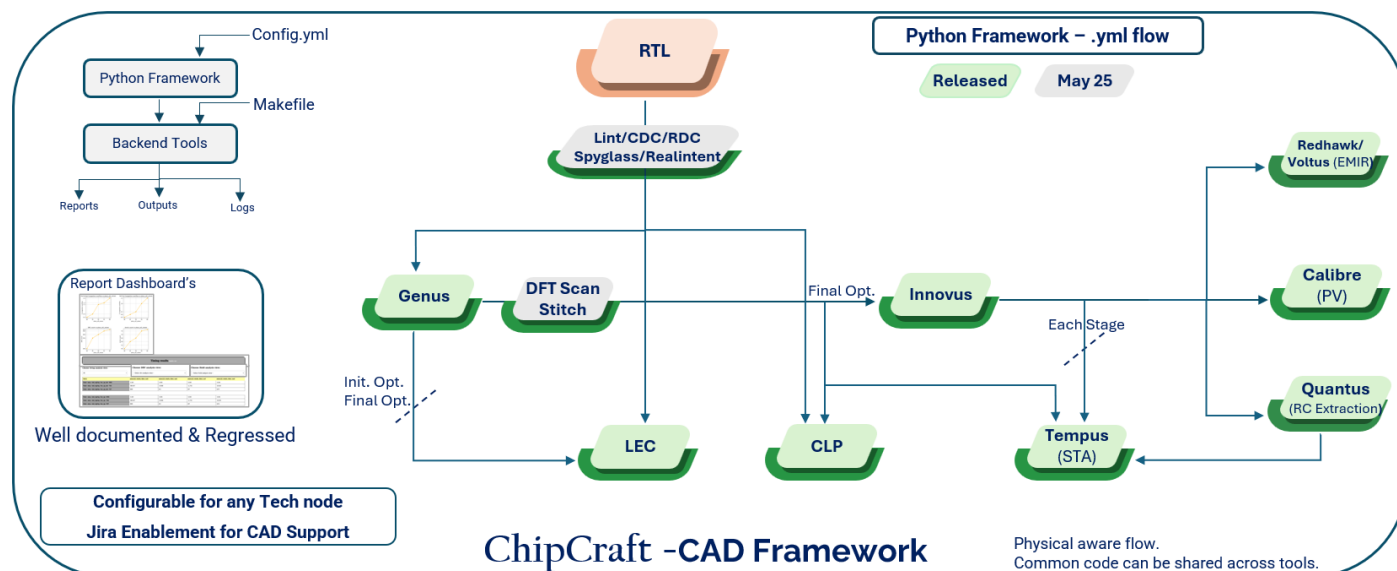 Config.yml
Python Framework
Makefile
Backend Tools
Reports
Outputs
Logs
RTL
Python Framework – .yml flow
Released
May 25
Lint/CDC/RDC
Spyglass/Realintent
Redhawk/
Voltus (EMIR)
Report Dashboard's
Well documented & Regressed
Genus
DFT Scan
Stitch
Final Opt.
Innovus
Each Stage
Calibre
(PV)
Init. Opt.
Final Opt.
LEC
CLP
Tempus
(STA)
Quantus
(RC Extraction)
Configurable for any Tech node
Jira Enablement for CAD Support
ChipCraft -CAD Framework
Physical aware flow.
Common code can be shared across tools.